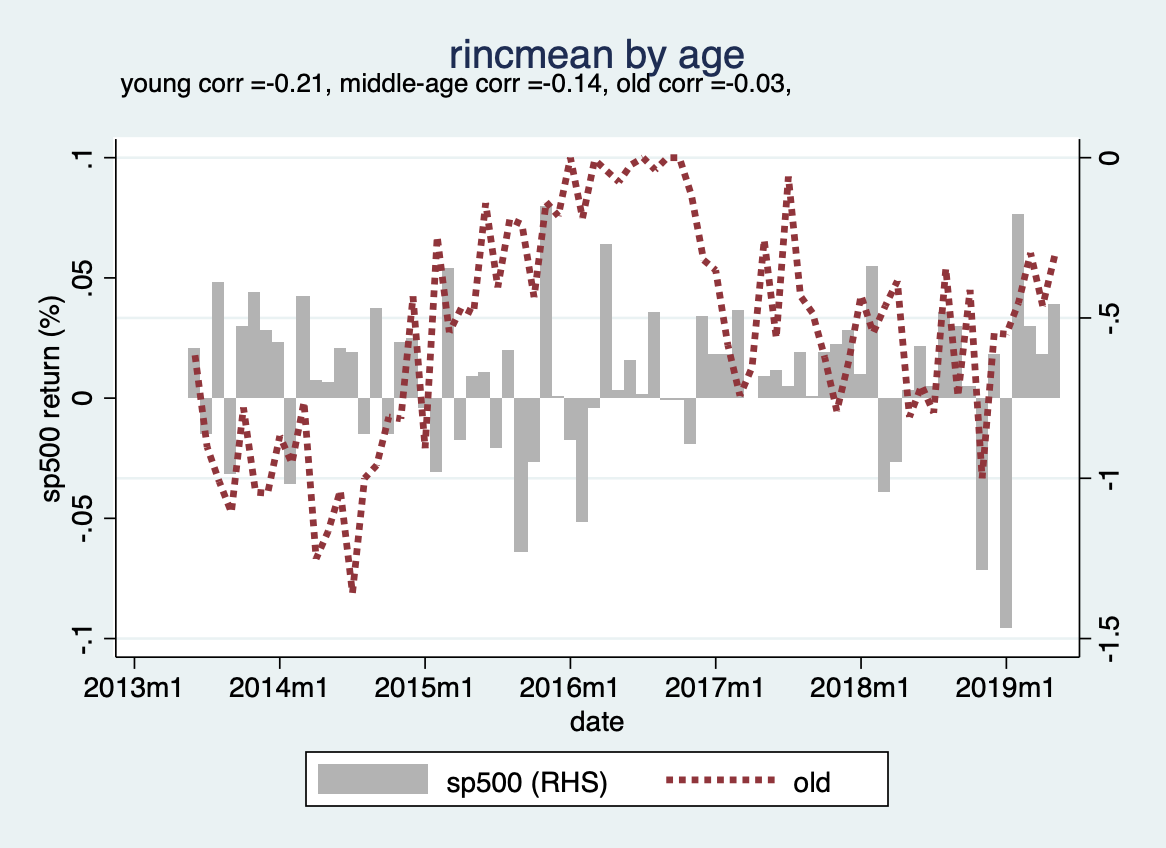 rincmean by age
young corr =-0.21, middle-age corr =-0.14, old corr =-0.03,
.1
.05
0
-.05
-.1
sp500 return (%)
0
-.5
-1
-1.5
2013m1 2014m1 2015m1 2016m1 2017m1 2018m1 2019m1
date
sp500 (RHS) old